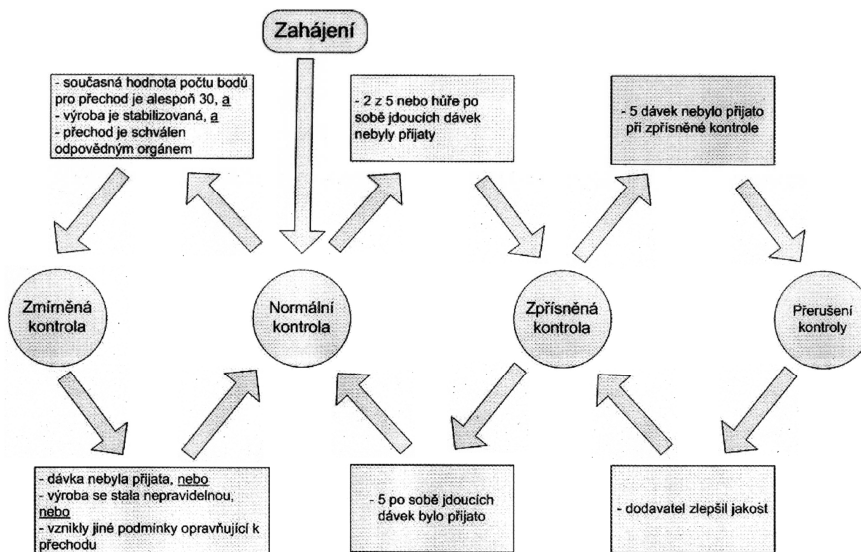 Zahájení
- současná hodnota počtu bodů
pro přechod je alespoň 30, a
- výroba je stabilizovaná, a
- přechod je schválen
odpovědným orgánem
- 2 z 5 nebo hůře po
sobě jdoucích dávek
nebyly přijaty
- 5 dávek nebylo přijato
při zpřísněné kontrole
Zmírněná
kontrola
Normální
kontrola
Zpřísněná
kontrola
Přerušení
kontroly
- dávka nebyla přijata, nebo
- výroba se stala nepravidelnou,
nebo
- vznikly jiné podmínky opravňující k
přechodu
- 5 po sobě jdoucích
dávek bylo přijato
- dodavatel zlepšil jakost